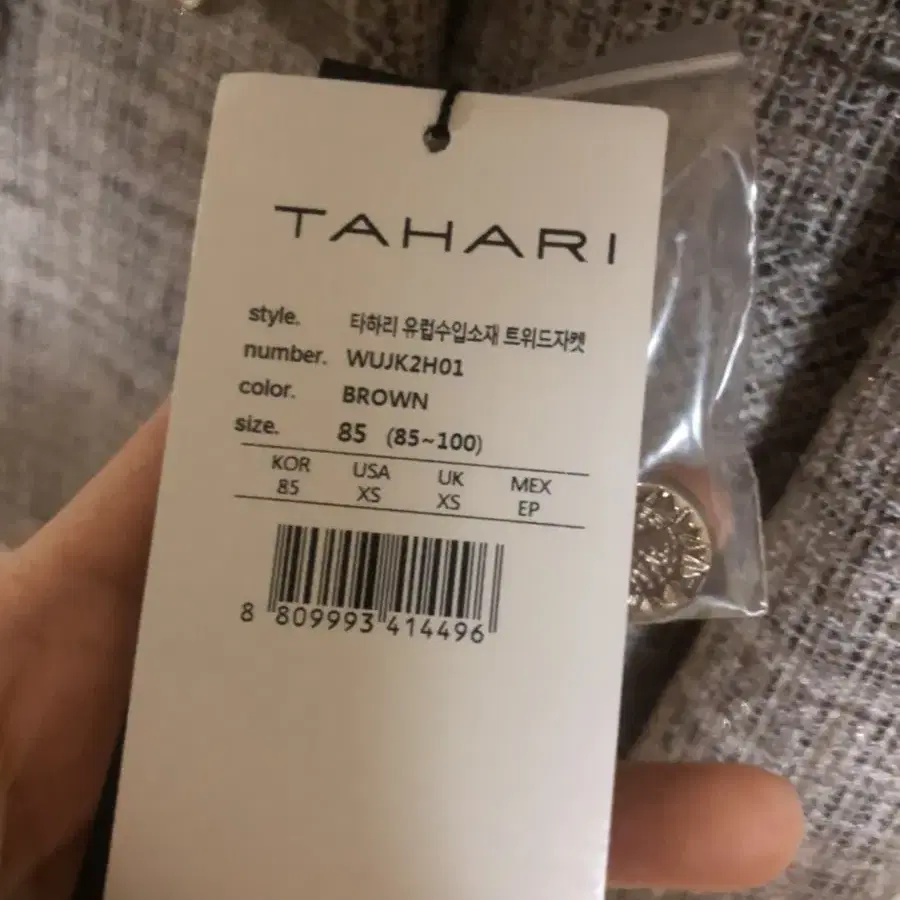 TAHARI
style. 타하리 유럽수입소재 트위드자켓
number. WUJK2H01
color. BROWN
size. 85 (85~100)
KOR USA UK MEX
85 XS XS EP
8 809993 414496